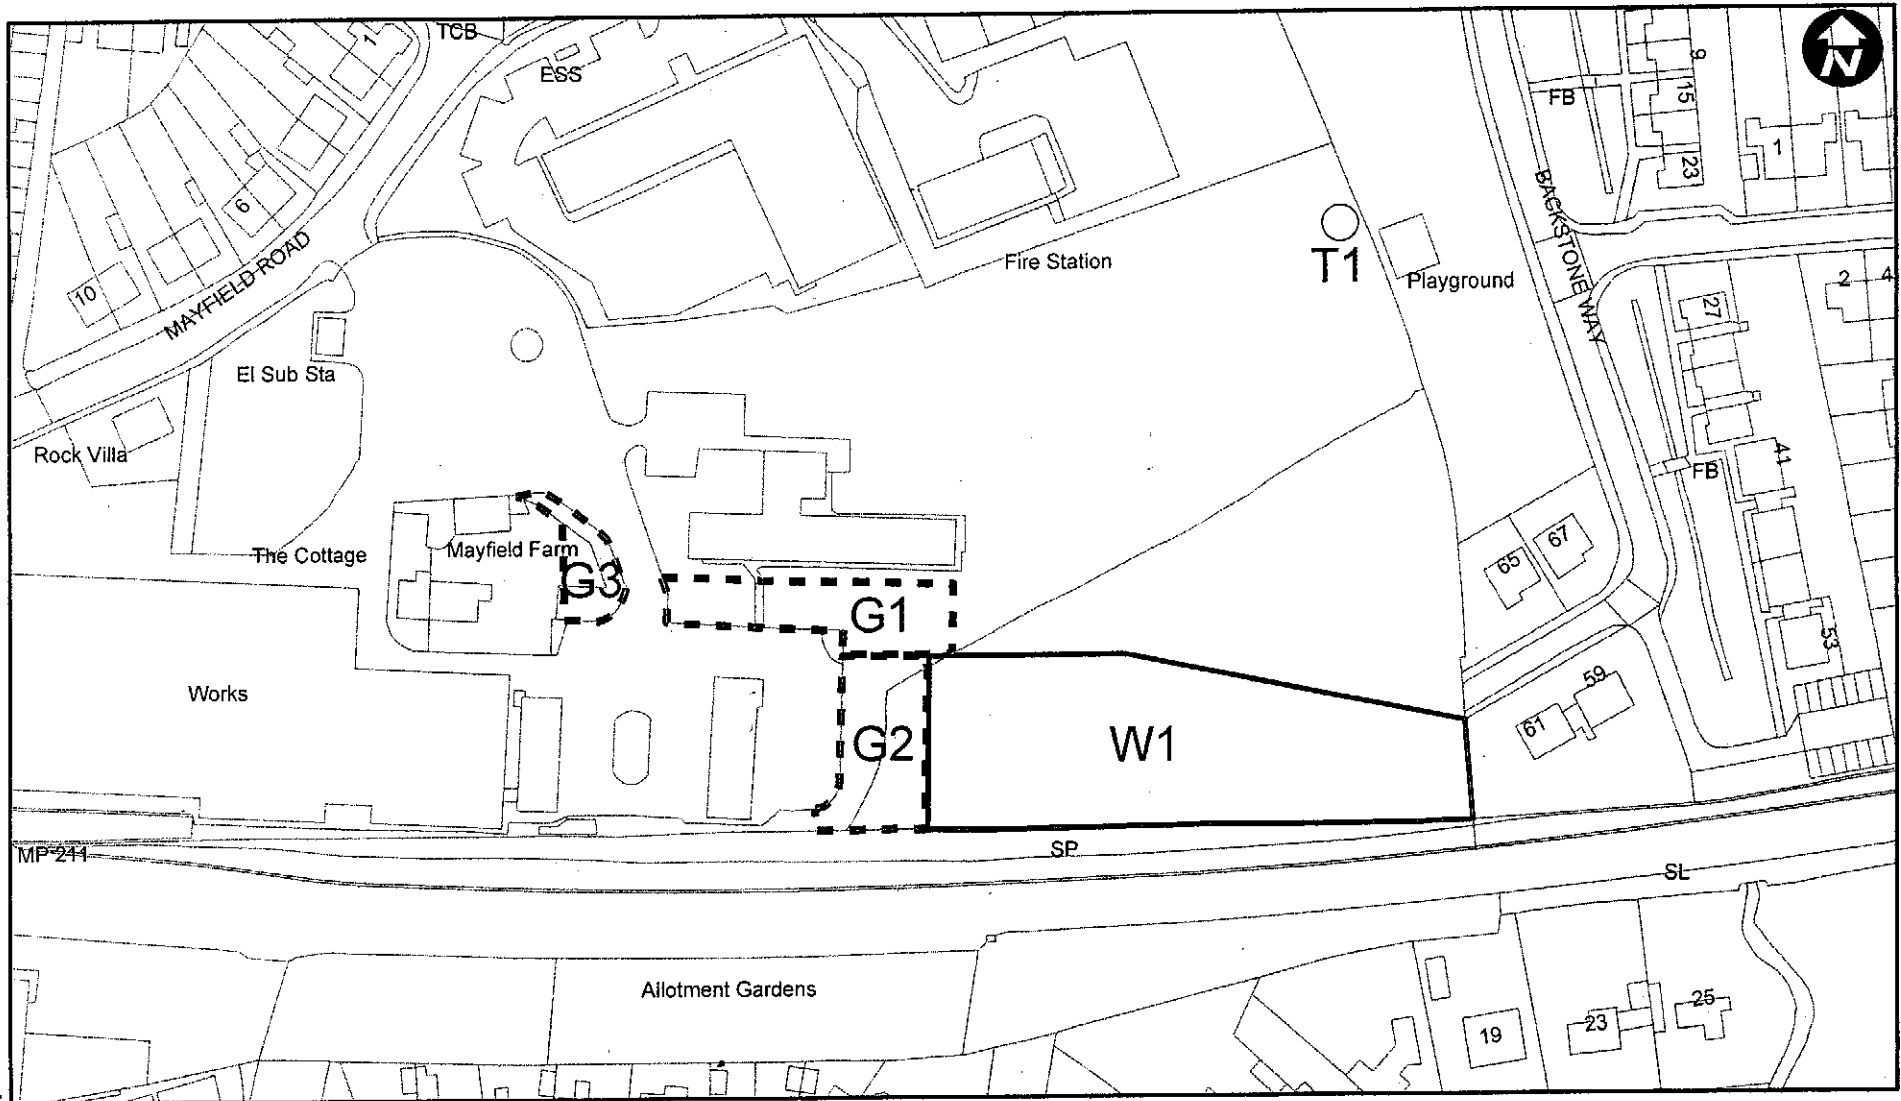 TCB
1
ESS
N
9
FB
15
1
23
BACKSTONE WAY
6
T1
Fire Station
Playground
2
4
27
10
MAYFIELD ROAD
El Sub Sta
Rock Villa
41
FB
The Cottage
Mayfield Farm
G3
G1
65
67
53
Works
59
61
G2
W1
MP 211
SP
SL
Allotment Gardens
19
23
25